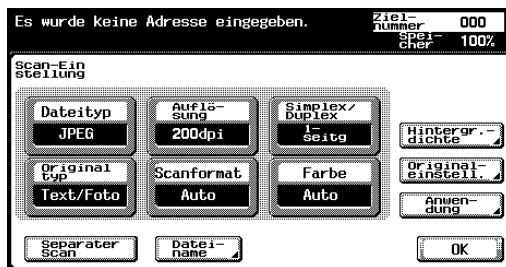 Es wurde keine Adresse eingegeben.
Ziel-
nummer 000
Spei-
cher 100%
Scan-Ein
stellung
Dateityp
JPEG
Auflö-
sung
200dpi
Simplex/
Duplex
1-
seitg
Hintergr.-
dichte
Original
typ
Text/Foto
Scanformat
Auto
Farbe
Auto
Original-
einstell.
Anwen-
dung
Separater
Scan
Datei-
name
OK